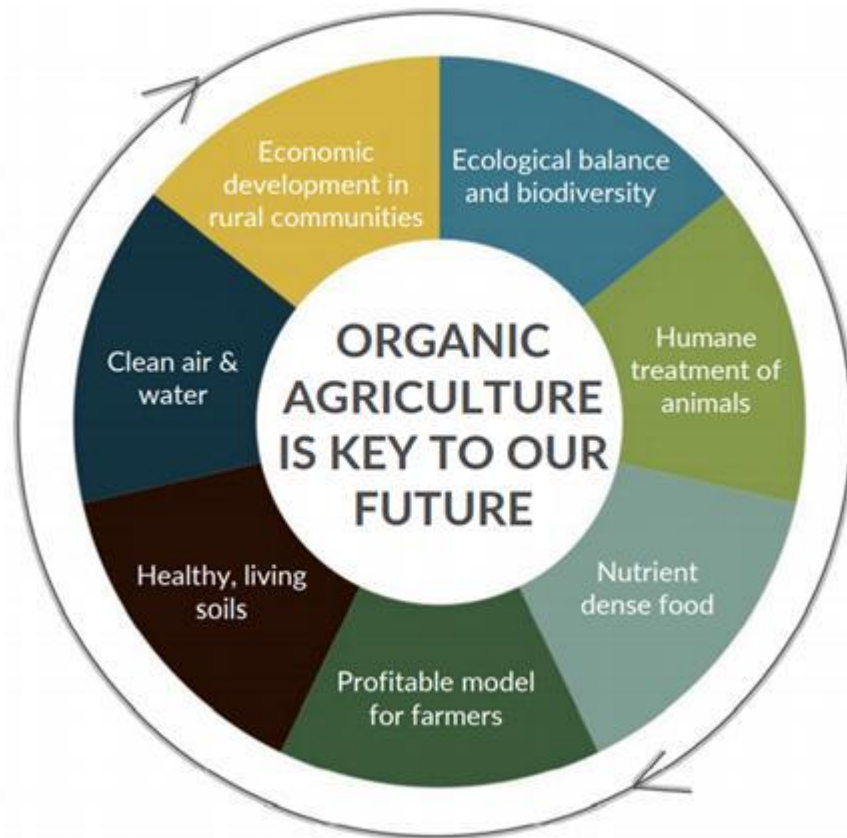 ORGANIC
AGRICULTURE
IS KEY TO OUR
FUTURE
Ecological balance
and biodiversity
Humane
treatment of
animals
Nutrient
dense food
Profitable model
for farmers
Healthy, living
soils
Clean air &
water
Economic
development in
rural communities